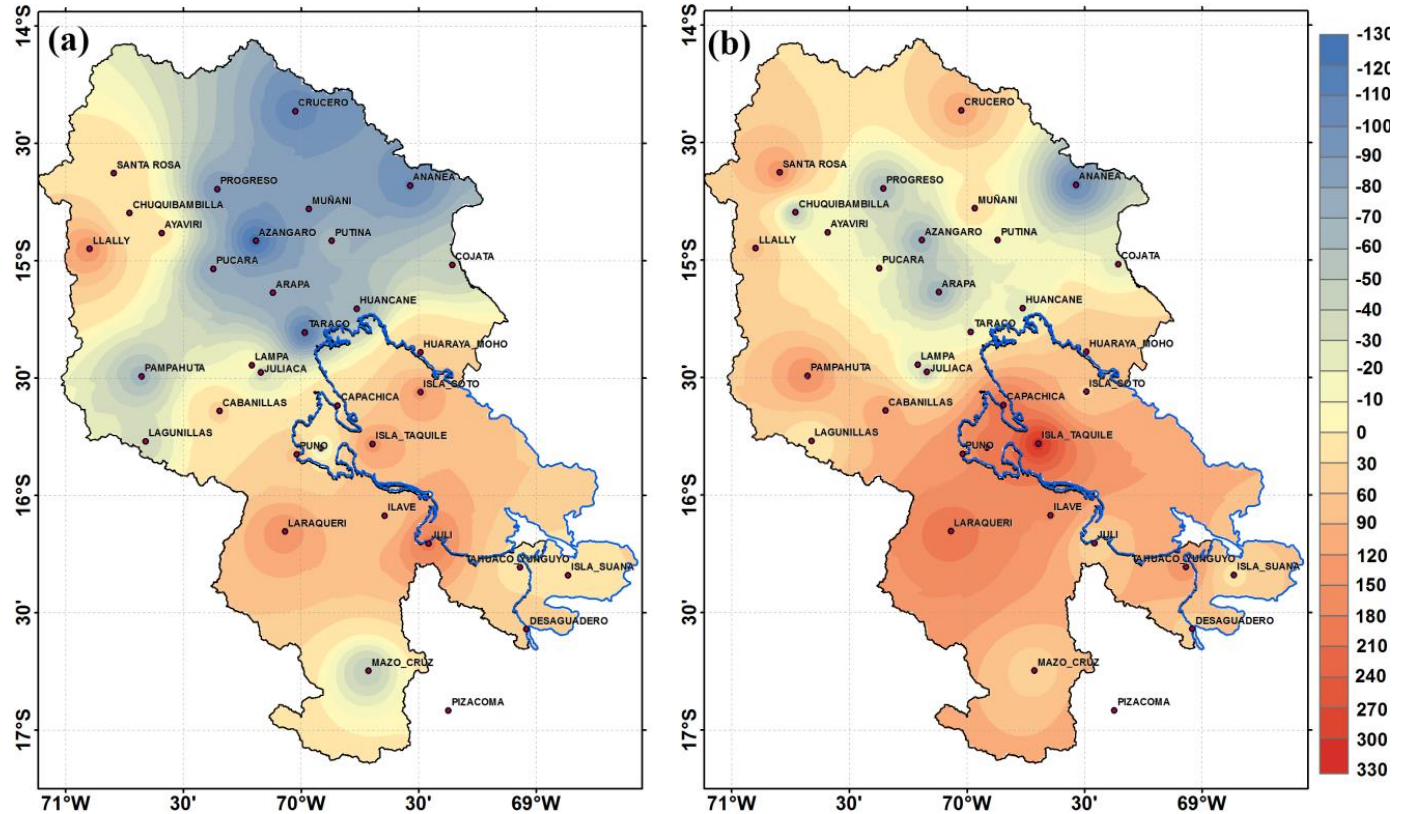 (a)
14°S
30'
15°S
30'
16°S
30'
17°S
71°W
30'
70°W
30'
69°W
CRUCERO
SANTA ROSA
PROGRESO
ANANEA
CHUQUIBAMBILLA
MUÑANI
AYAVIRI
LLALLY
AZANGARO
PUTINA
PUCARA
COJATA
ARAPA
HUANCANE
TARACO
HUARAYA_MOHO
LAMPA
JULIACA
PAMPAHUTA
ISLA_SOTO
CABANILLAS
CAPACHICA
LAGUNILLAS
ISLA_TAQUILE
PUNO
ILAVE
LARAQUERI
JULI
TAHUACO_YUNGUYO
ISLA_SUANA
DESAGUADERO
MAZO_CRUZ
PIZACOMA
(b)
14°S
30'
15°S
30'
16°S
30'
17°S
71°W
30'
70°W
30'
69°W
CRUCERO
SANTA ROSA
PROGRESO
ANANEA
CHUQUIBAMBILLA
MUÑANI
AYAVIRI
LLALLY
AZANGARO
PUTINA
PUCARA
COJATA
ARAPA
HUANCANE
TARACO
HUARAYA_MOHO
LAMPA
JULIACA
PAMPAHUTA
ISLA_SOTO
CABANILLAS
CAPACHICA
LAGUNILLAS
ISLA_TAQUILE
PUNO
ILAVE
LARAQUERI
JULI
TAHUACO_YUNGUYO
ISLA_SUANA
DESAGUADERO
MAZO_CRUZ
PIZACOMA
-130
-120
-110
-100
-90
-80
-70
-60
-50
-40
-30
-20
-10
0
30
60
90
120
150
180
210
240
270
300
330